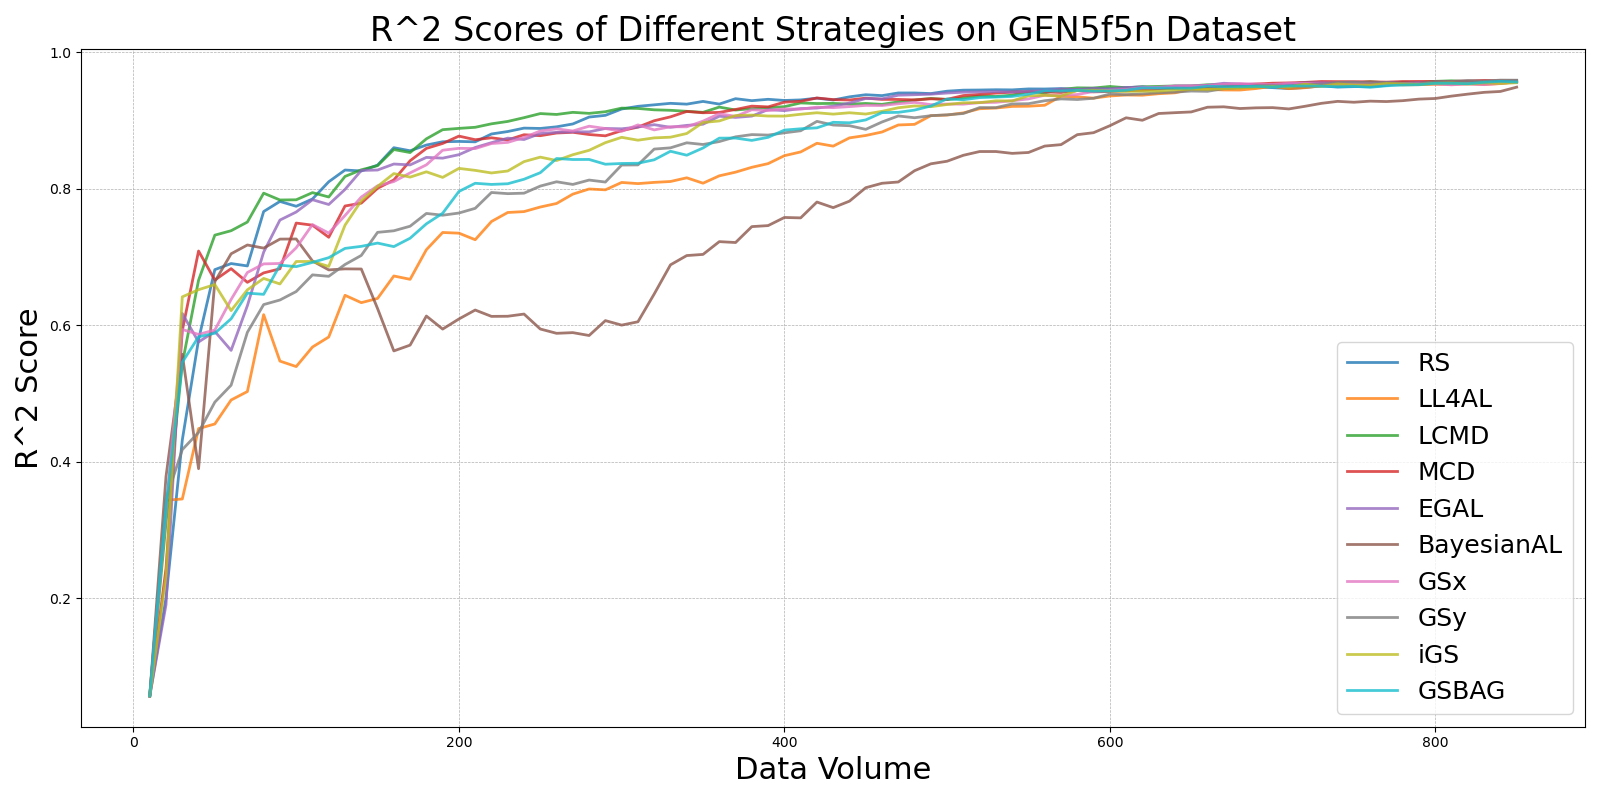 R^2 Scores of Different Strategies on GEN5f5n Dataset
R^2 Score
1.0
0.8
0.6
0.4
0.2
0
200
400
600
800
Data Volume
RS
LL4AL
LCMD
MCD
EGAL
BayesianAL
GSx
GSy
iGS
GSBAG